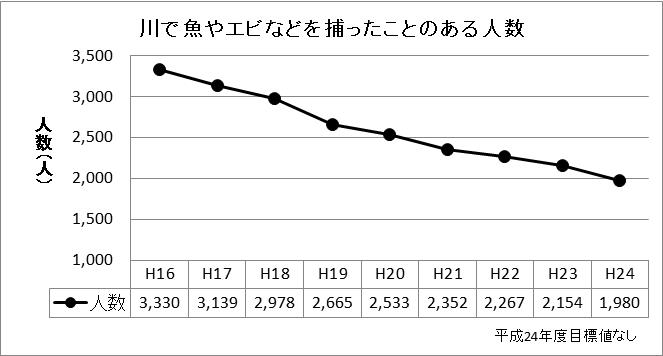 川で魚やエビなどを捕ったことのある人数
3,500
3,000
2,500
2,000
1,500
1,000
人数(人)
H16 H17 H18 H19 H20 H21 H22 H23 H24
人数 3,330 3,139 2,978 2,665 2,533 2,352 2,267 2,154 1,980
平成24年度目標値なし